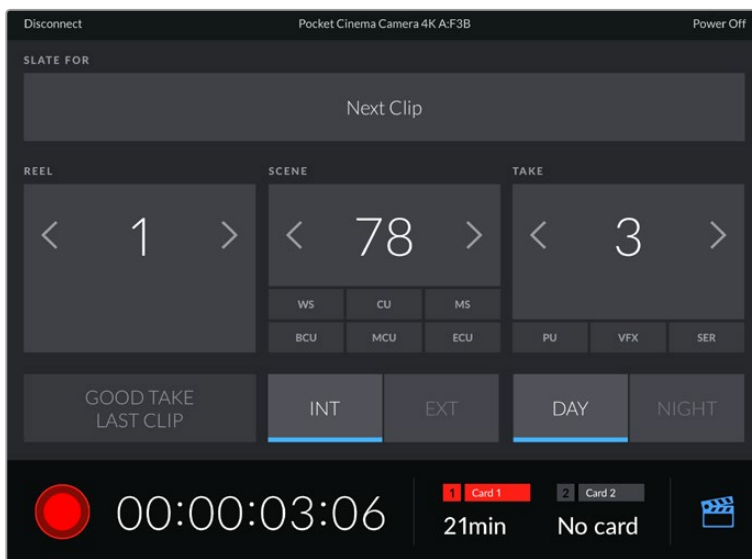 Disconnect Pocket Cinema Camera 4K A:F3B Power Off
SLATE FOR
Next Clip
REEL SCENE TAKE
< 1 > < 78 > < 3 >
WS CU MS
BCU MCU ECU PU VFX SER
GOOD TAKE
LAST CLIP
INT EXT DAY NIGHT
1 Card 1 2 Card 2
00:00:03:06 21min No card